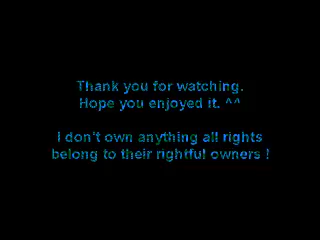 Thank you for watching.
Hope you enjoyed it. ^^
I don't own anything all rights
belong to their rightful owners !